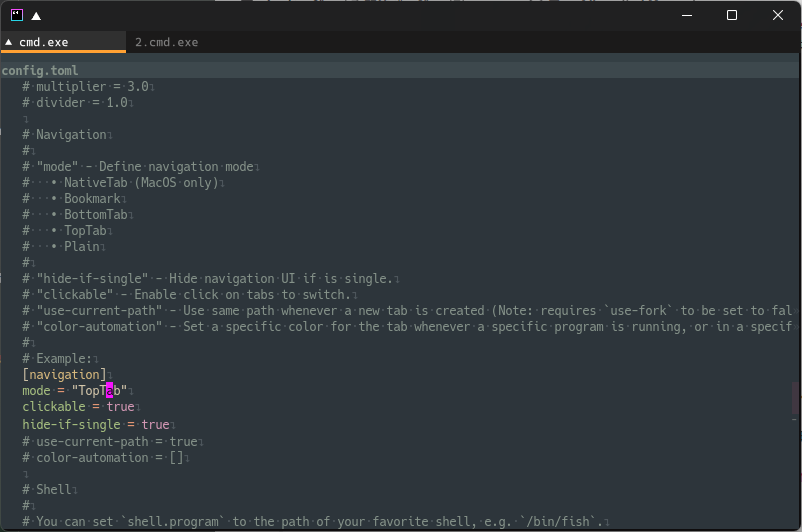 ▲ cmd.exe 2.cmd.exe
config.toml
# multiplier = 3.0
# divider = 1.0
# Navigation
#
# "mode" - Define navigation mode
#   • NativeTab (MacOS only)
#   • Bookmark
#   • BottomTab
#   • TopTab
#   • Plain
#
# "hide-if-single" - Hide navigation UI if is single.
# "clickable" - Enable click on tabs to switch.
# "use-current-path" - Use same path whenever a new tab is created (Note: requires `use-fork` to be set to fal
# "color-automation" - Set a specific color for the tab whenever a specific program is running, or in a specif
#
# Example:
[navigation]
mode = "TopTab"
clickable = true
hide-if-single = true
# use-current-path = true
# color-automation = []
# Shell
#
# You can set `shell.program` to the path of your favorite shell, e.g. `/bin/fish`.